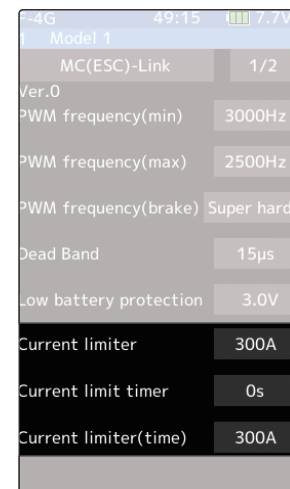 F-4G 49:15 7.7V
1 Model 1
MC(ESC)-Link 1/2
Ver.0
PWM frequency(min) 3000Hz
PWM frequency(max) 2500Hz
PWM frequency(brake) Super hard
Dead Band 15µs
Low battery protection 3.0V
Current limiter 300A
Current limit timer 0s
Current limiter(time) 300A